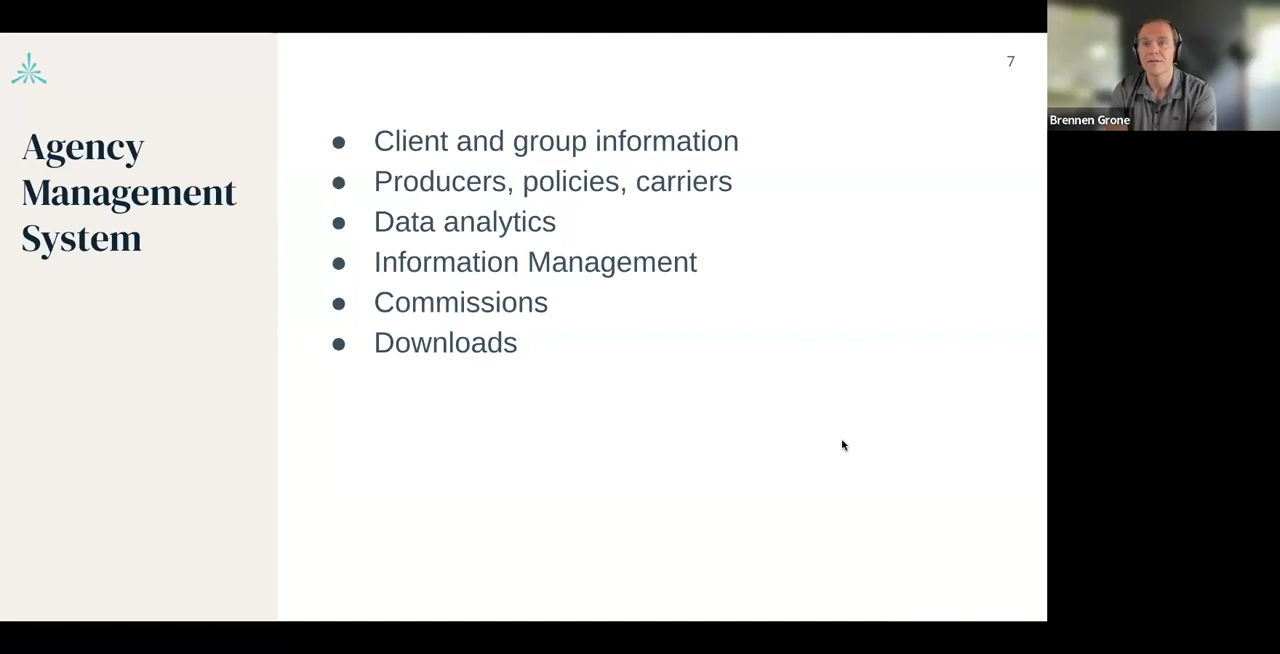 7
Agency
Management
System
● Client and group information
● Producers, policies, carriers
● Data analytics
● Information Management
● Commissions
● Downloads
Brennen Grone